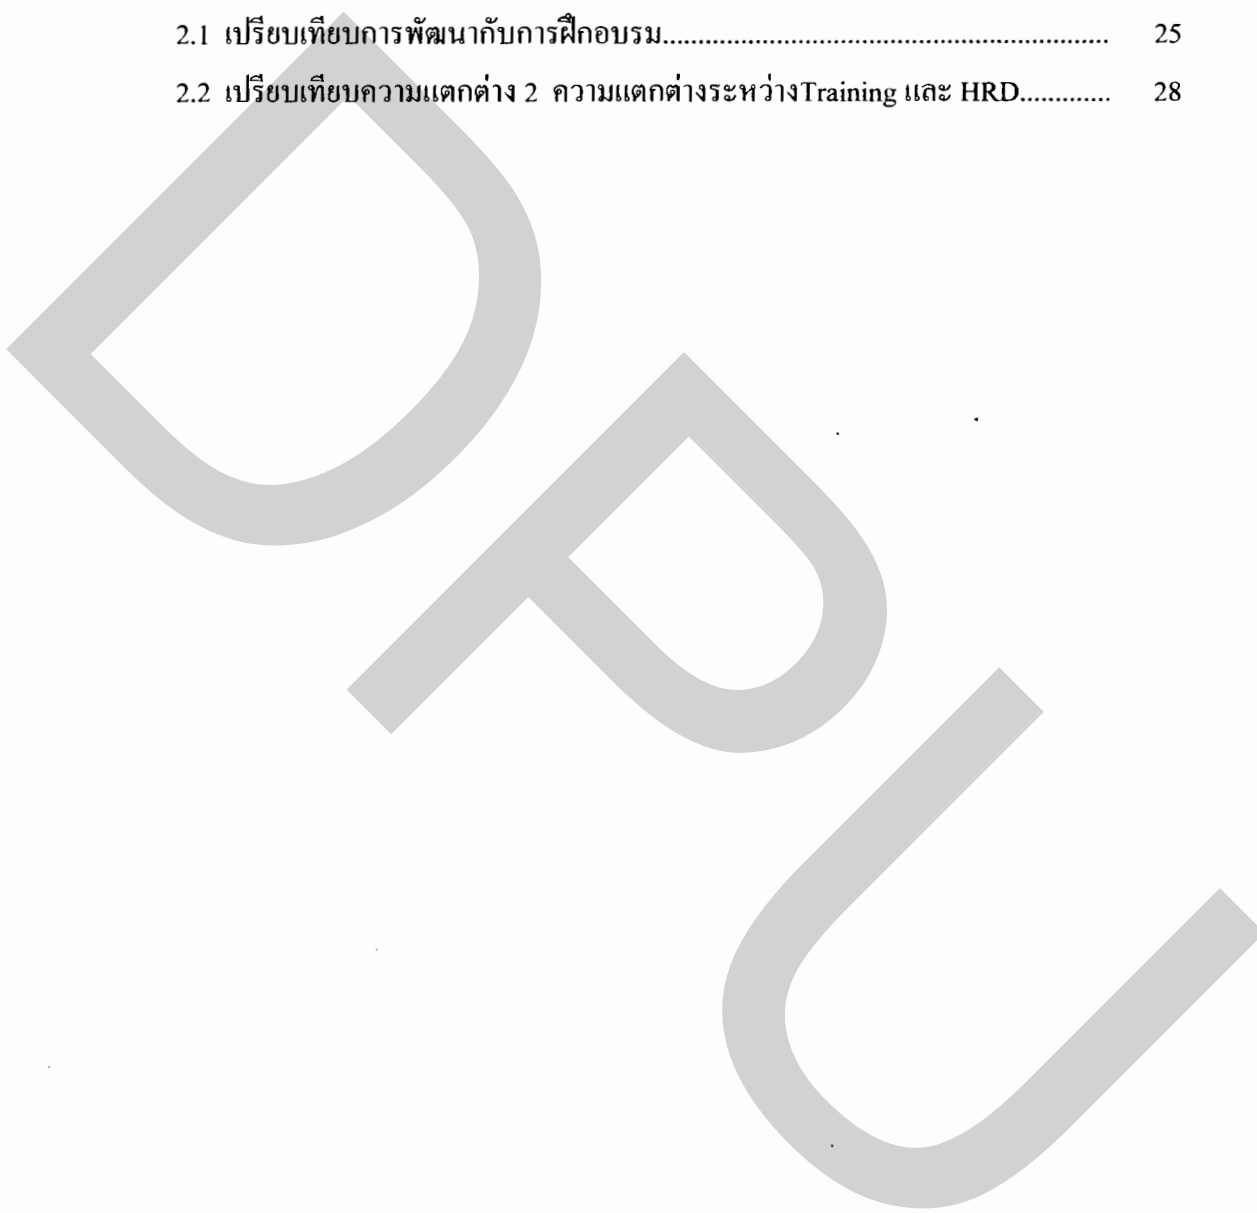 2.1 เปรียบเทียบการพัฒนากับการฝึกอบรม.............................................................. 25
2.2 เปรียบเทียบความแตกต่าง 2 ความแตกต่างระหว่างTraining และ HRD............. 28
DPU